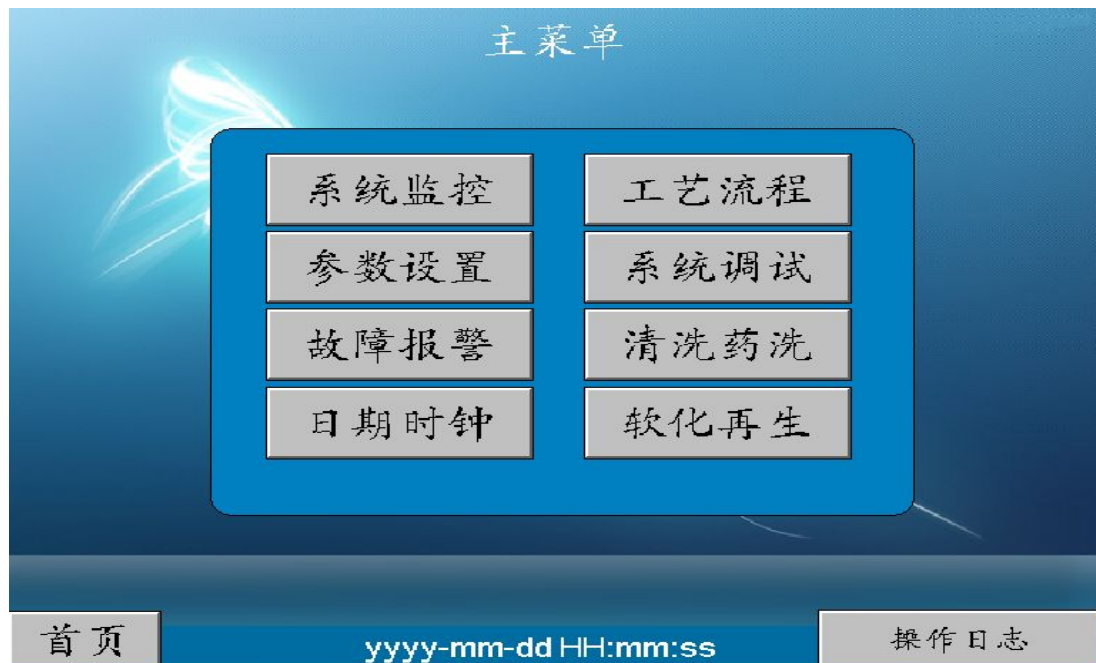 主菜单
系统监控 工艺流程
参数设置 系统调试
故障报警 清洗药洗
日期时钟 软化再生
首页 yyyy-mm-dd HH:mm:ss 操作日志